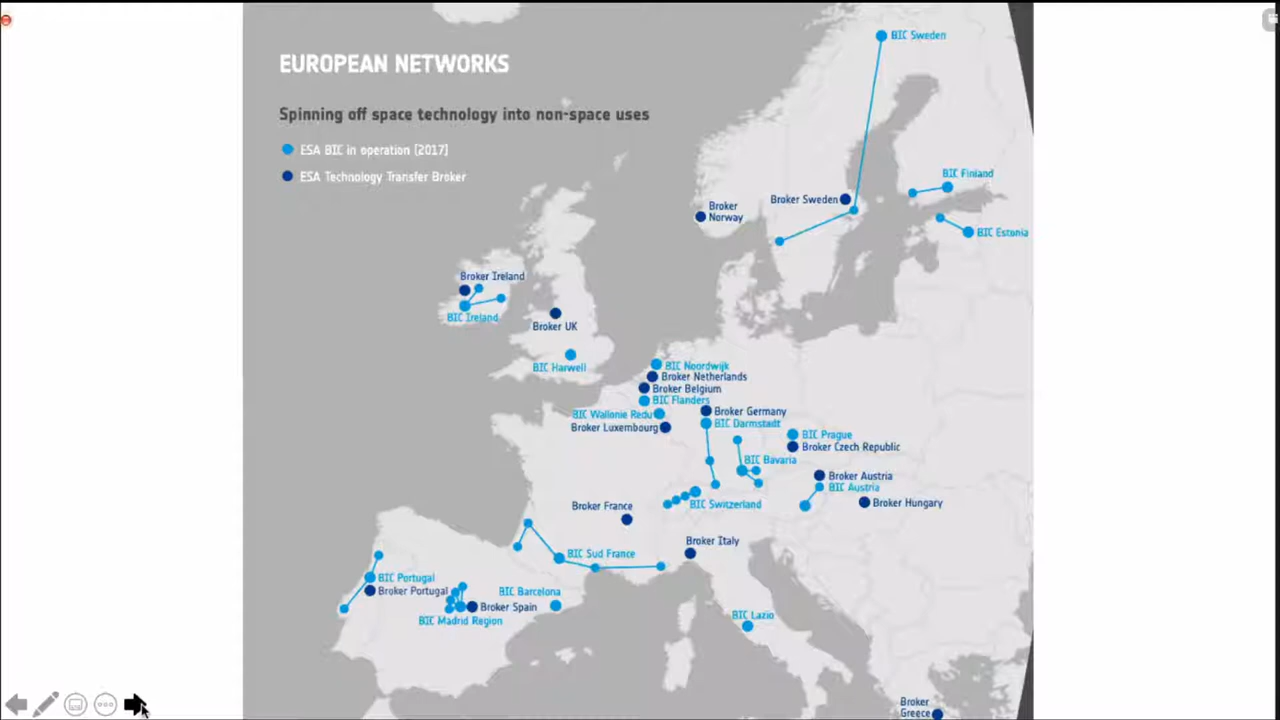 EUROPEAN NETWORKS
Spinning off space technology into non-space uses
ESA BIC in operation (2017)
ESA Technology Transfer Broker
BIC Sweden
BIC Finland
Broker Sweden
Broker
Norway
BIC Estonia
Broker Ireland
BIC Ireland
Broker UK
BIC Harwell
BIC Noordwijk
Broker Netherlands
Broker Belgium
BIC Flanders
BIC Wallonie Redu
Broker Luxembourg
Broker Germany
BIC Darmstadt
BIC Prague
Broker Czech Republic
BIC Bavaria
Broker Austria
BIC Austria
Broker Hungary
BIC Switzerland
Broker France
Broker Italy
BIC Sud France
BIC Portugal
Broker Portugal
BIC Barcelona
Broker Spain
BIC Madrid Region
BIC Lazio
Broker
Greece